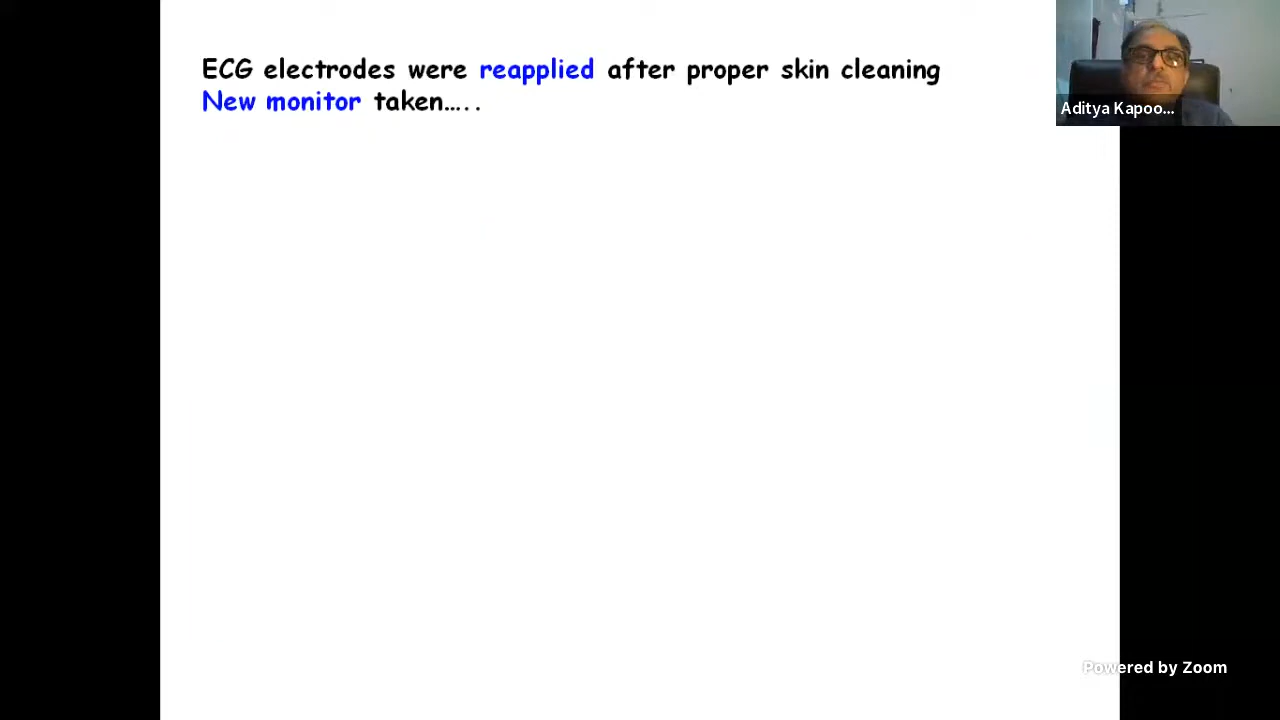 ECG electrodes were reapplied after proper skin cleaning
New monitor taken.....
Aditya Kapoo...
Powered by Zoom